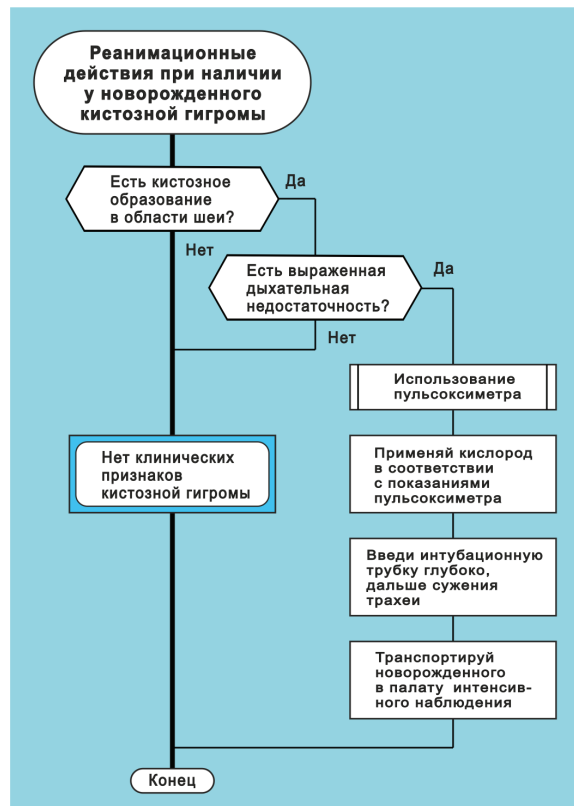 Реанимационные
действия при наличии
у новорожденного
кистозной гигромы
Есть кистозное
образование
в области шеи?
Да
Нет
Есть выраженная
дыхательная
недостаточность?
Да
Нет
Использование
пульсоксиметра
Нет клинических
признаков
кистозной гигромы
Применяй кислород
в соответствии
с показаниями
пульсоксиметра
Введи интубационную
трубку глубоко,
дальше сужения
трахеи
Транспортируй
новорожденного
в палату интенсив-
ного наблюдения
Конец